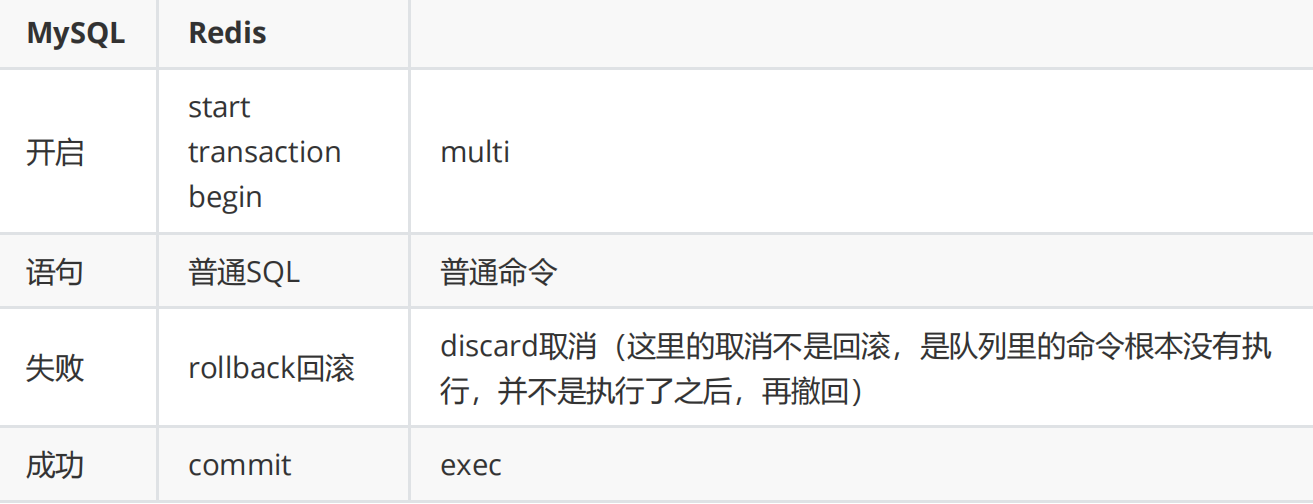 MySQL Redis
开启
start
transaction
begin
multi
语句 普通SQL 普通命令
失败 rollback回滚
discard取消（这里的取消不是回滚，是队列里的命令根本没有执
行，并不是执行了之后，再撤回）
成功 commit exec